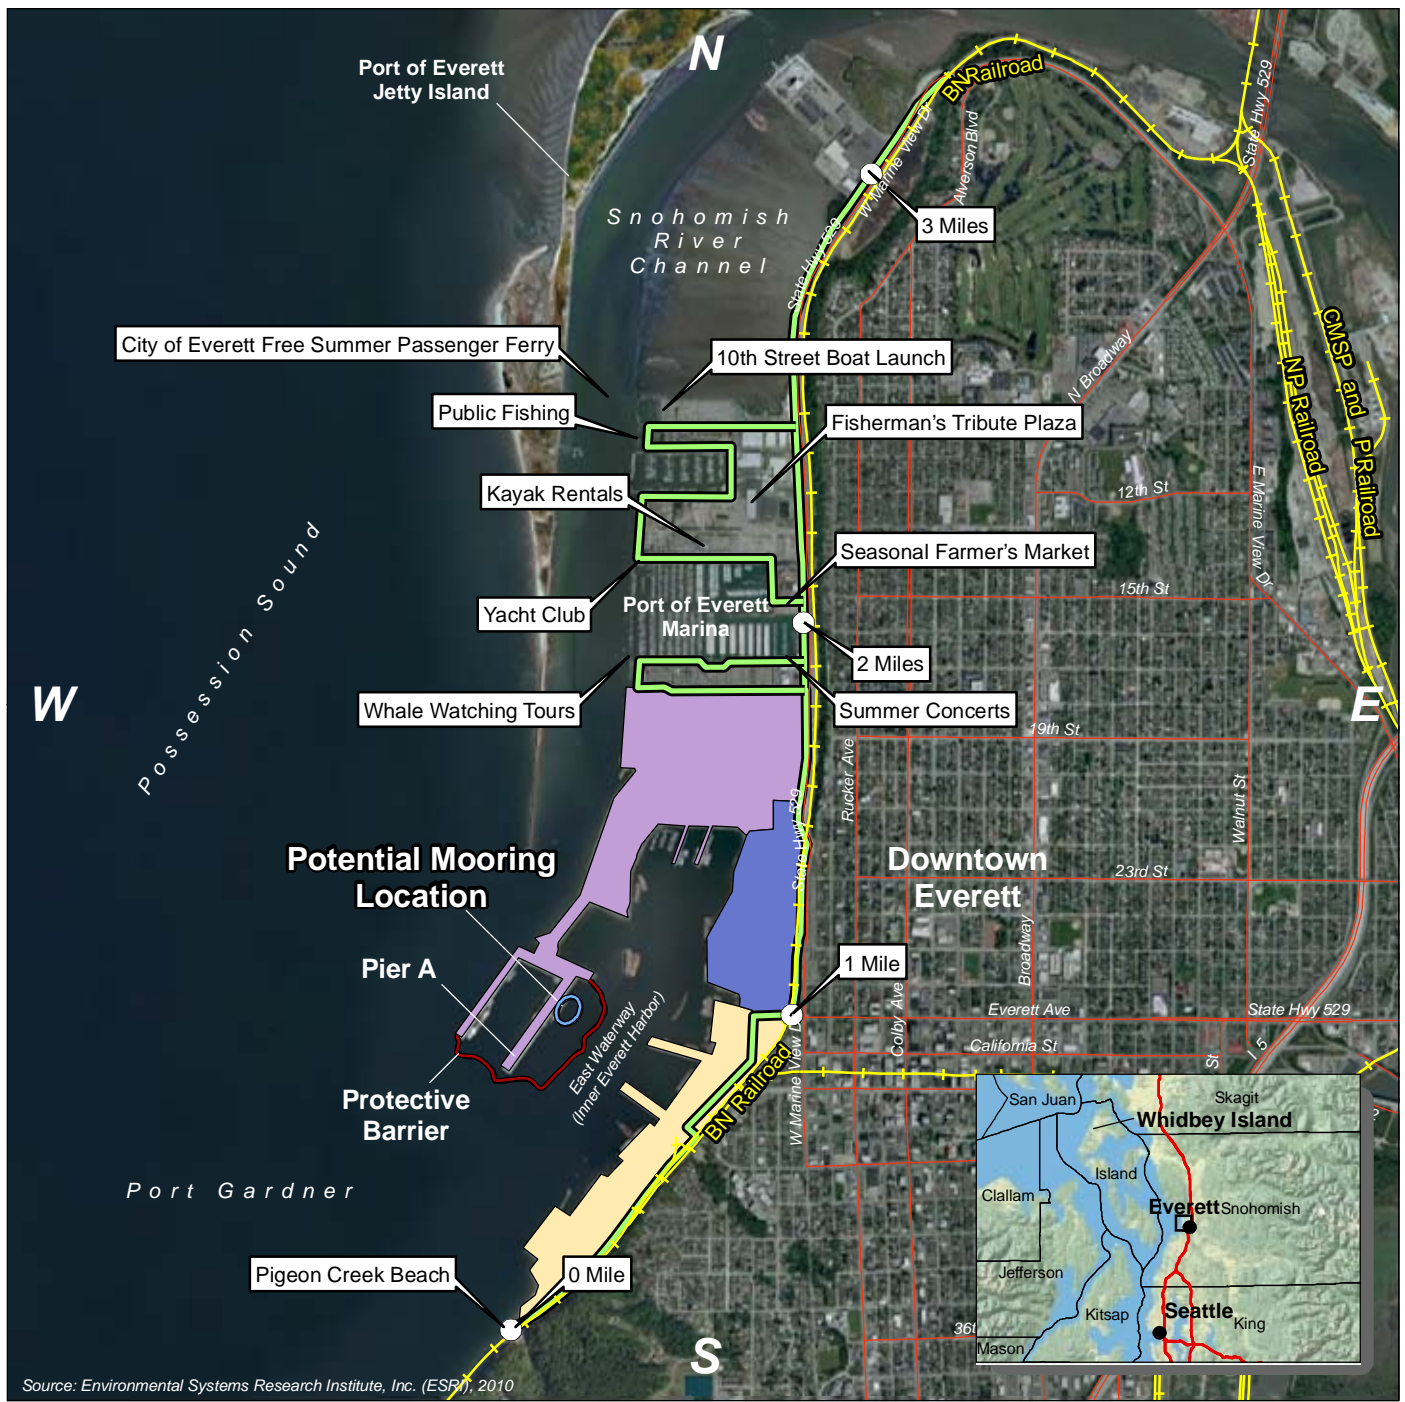 N
Port of Everett
Jetty Island
BN Railroad
State Hwy 529
W Marine View Dr
Alverson Blvd
3 Miles
Snohomish
River
Channel
State Hwy 529
City of Everett Free Summer Passenger Ferry
10th Street Boat Launch
N Broadway
CMSP and P Railroad
NP Railroad
Public Fishing
Fisherman's Tribute Plaza
Kayak Rentals
12th St
E Marine View Dr
Seasonal Farmer's Market
15th St
Yacht Club
Port of Everett
Marina
Possession Sound
2 Miles
W
E
Whale Watching Tours
Summer Concerts
19th St
Rucker Ave
State Hwy 529
Walnut St
Potential Mooring
Location
Downtown
Everett
23rd St
Broadway
Pier A
1 Mile
Colby Ave
Everett Ave
State Hwy 529
California St
St
I 5
East Waterway
(Inner Everett Harbor)
BN Railroad
W Marine View D
Protective
Barrier
Port Gardner
San Juan
Skagit
Whidbey Island
Island
Clallam
Everett
Snohomish
Jefferson
Kitsap
Seattle
King
Mason
Pigeon Creek Beach
0 Mile
36t
S
Source: Environmental Systems Research Institute, Inc. (ESRI), 2010